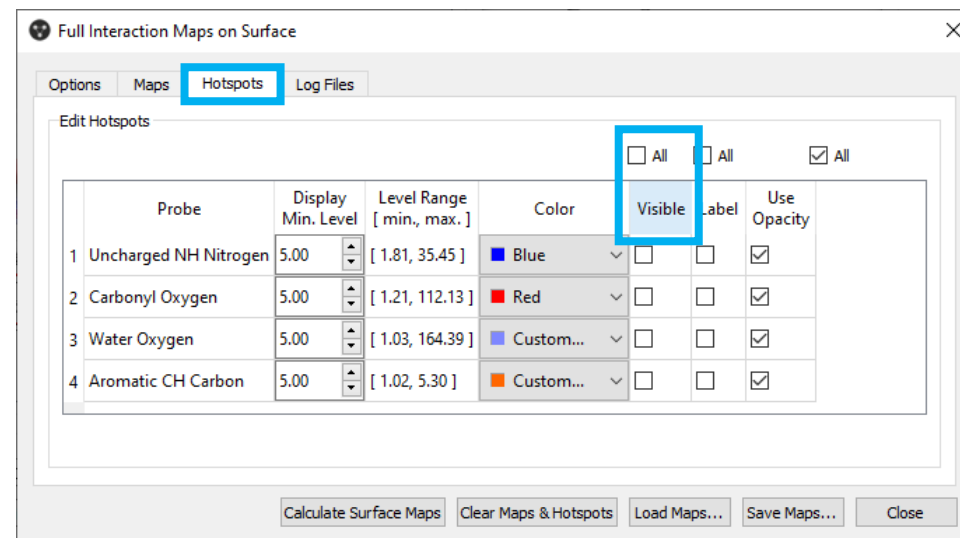 Full Interaction Maps on Surface
Options Maps Hotspots Log Files
Edit Hotspots
All All All
Probe Display Min. Level Level Range [ min., max. ] Color Visible Label Use Opacity
1 Uncharged NH Nitrogen 5.00 [ 1.81, 35.45 ] Blue
2 Carbonyl Oxygen 5.00 [ 1.21, 112.13 ] Red
3 Water Oxygen 5.00 [ 1.03, 164.39 ] Custom...
4 Aromatic CH Carbon 5.00 [ 1.02, 5.30 ] Custom...
Calculate Surface Maps Clear Maps & Hotspots Load Maps... Save Maps... Close